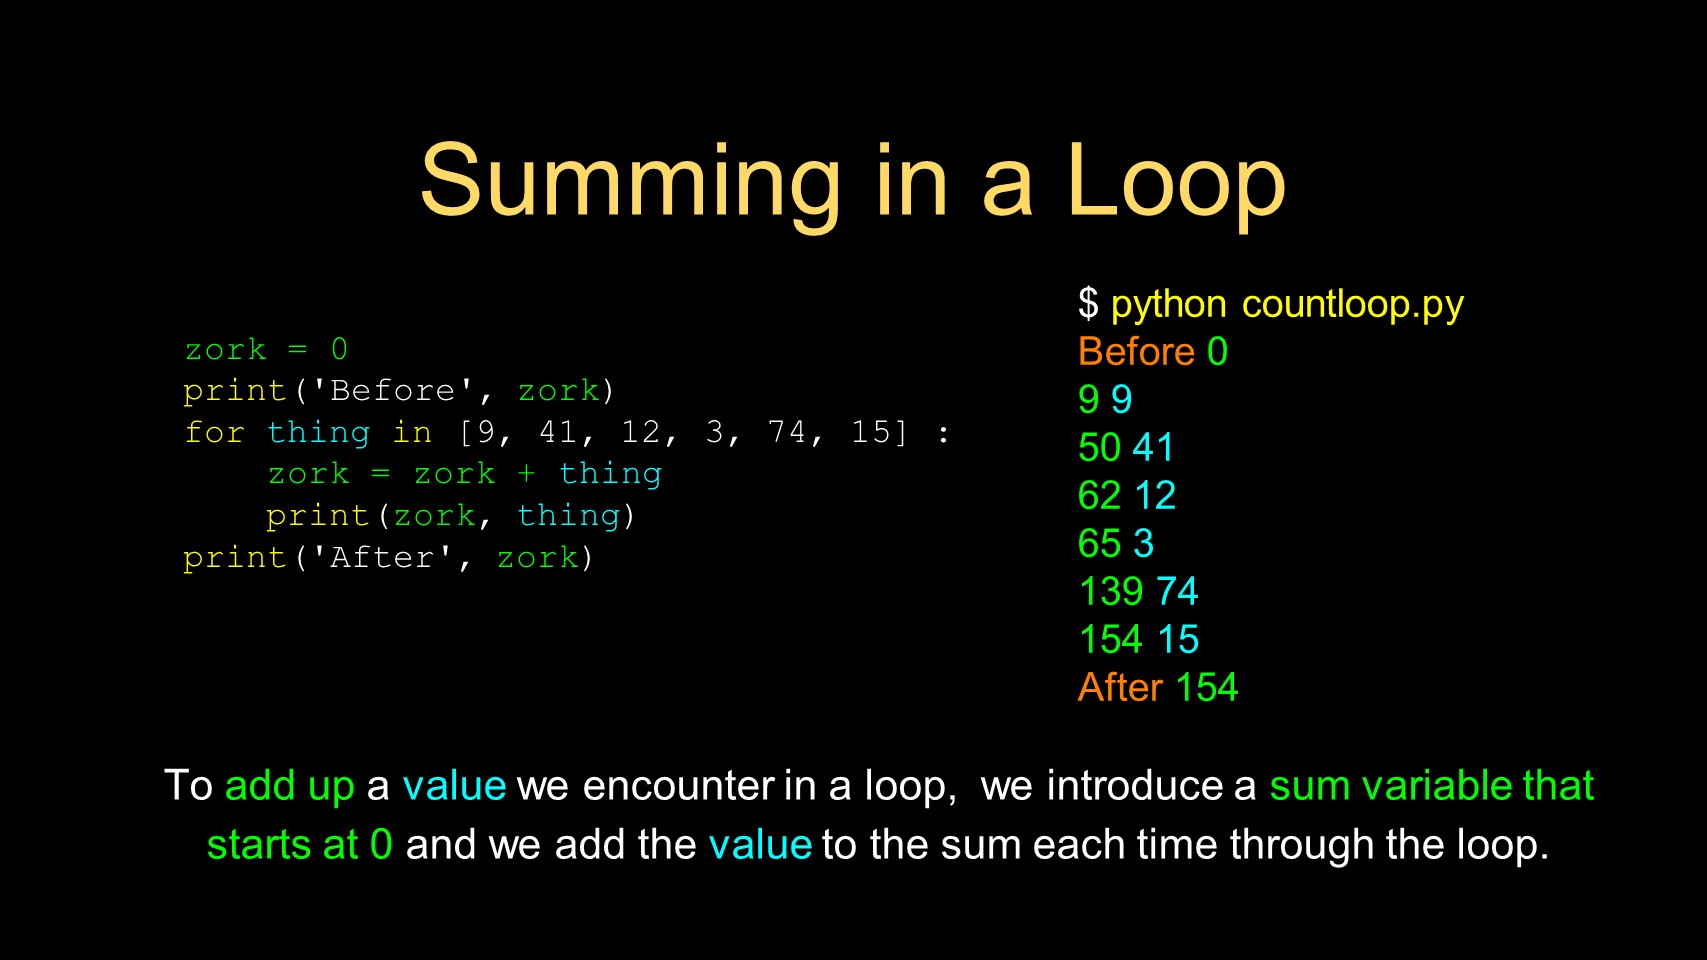 Summing in a Loop
zork = 0
print('Before', zork)
for thing in [9, 41, 12, 3, 74, 15] :
    zork = zork + thing
    print(zork, thing)
print('After', zork)
$ python countloop.py
Before 0
9 9
50 41
62 12
65 3
139 74
154 15
After 154
To add up a value we encounter in a loop,  we introduce a sum variable that
starts at 0 and we add the value to the sum each time through the loop.